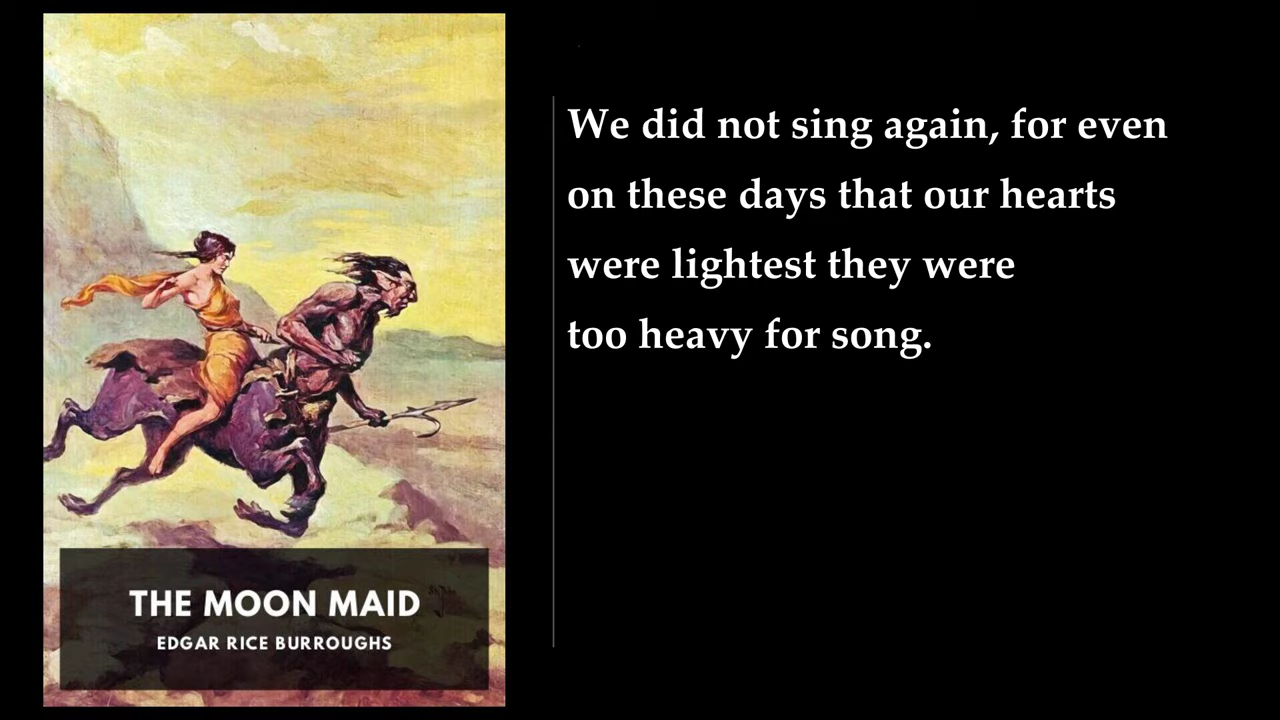 We did not sing again, for even
on these days that our hearts
were lightest they were
too heavy for song.
THE MOON MAID
EDGAR RICE BURROUGHS